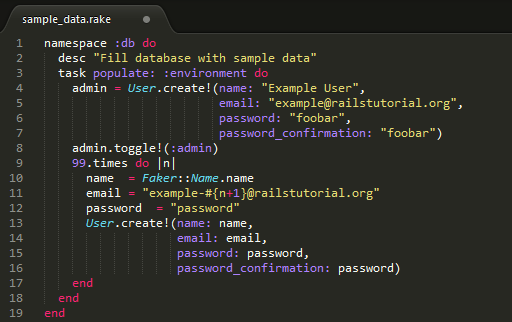 sample_data.rake
1 namespace :db do
2   desc "Fill database with sample data"
3   task populate: :environment do
4     admin = User.create!(name: "Example User",
5                          email: "example@railstutorial.org",
6                          password: "foobar",
7                          password_confirmation: "foobar")
8     admin.toggle!(:admin)
9     99.times do |n|
10       name  = Faker::Name.name
11       email = "example-#{n+1}@railstutorial.org"
12       password  = "password"
13       User.create!(name: name,
14                    email: email,
15                    password: password,
16                    password_confirmation: password)
17     end
18   end
19 end